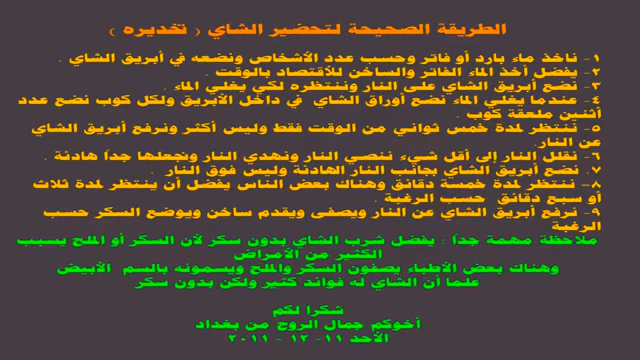 الطريقة الصحيحة لتحضير الشاي ( تخديره )
١- ناخذ ماء بارد أو فاتر وحسب عدد الأشخاص ونضعه في أبريق الشاي .
٢- يفضل أخذ الماء الفاتر والساخن للأقتصاد بالوقت .
٣- نضع أبريق الشاي على النار وننتظره لكي يغلي الماء .
٤- عندما يغلي الماء نضع أوراق الشاي في داخل الأبريق ولكل كوب نضع عدد
أثنين ملعقة كوب .
٥- ننتظر لمدة خمس ثواني من الوقت فقط وليس أكثر ونرفع أبريق الشاي
عن النار.
٦- نقلل النار إلى أقل شيء ننصي النار ونهدي النار ونجعلها جدا هادئة .
٧. نضع أبريق الشاي بجانب النار الهادئة وليس فوق النار .
٨- ننتظر لمدة خمسة دقائق وهناك بعض الناس يفضل أن ينتظر لمدة ثلاث
أو سبع دقائق حسب الرغبة .
٩- نرفع أبريق الشاي عن النار ويصفى ويقدم ساخن ويوضع السكر حسب
الرغبة
ملاحظة مهمة جدا : يفضل شرب الشاي بدون سكر لأن السكر أو الملح يسبب
الكثير من الأمراض
وهناك بعض الأطباء يصفون السكر والملح ويسمونه بالسم الأبيض
علما أن الشاي له فوائد كثير ولكن بدون سكر
شكرا لكم
أخوكم جمال الروح من بغداد
الأحد ١١- ١٢ - ٢٠١١